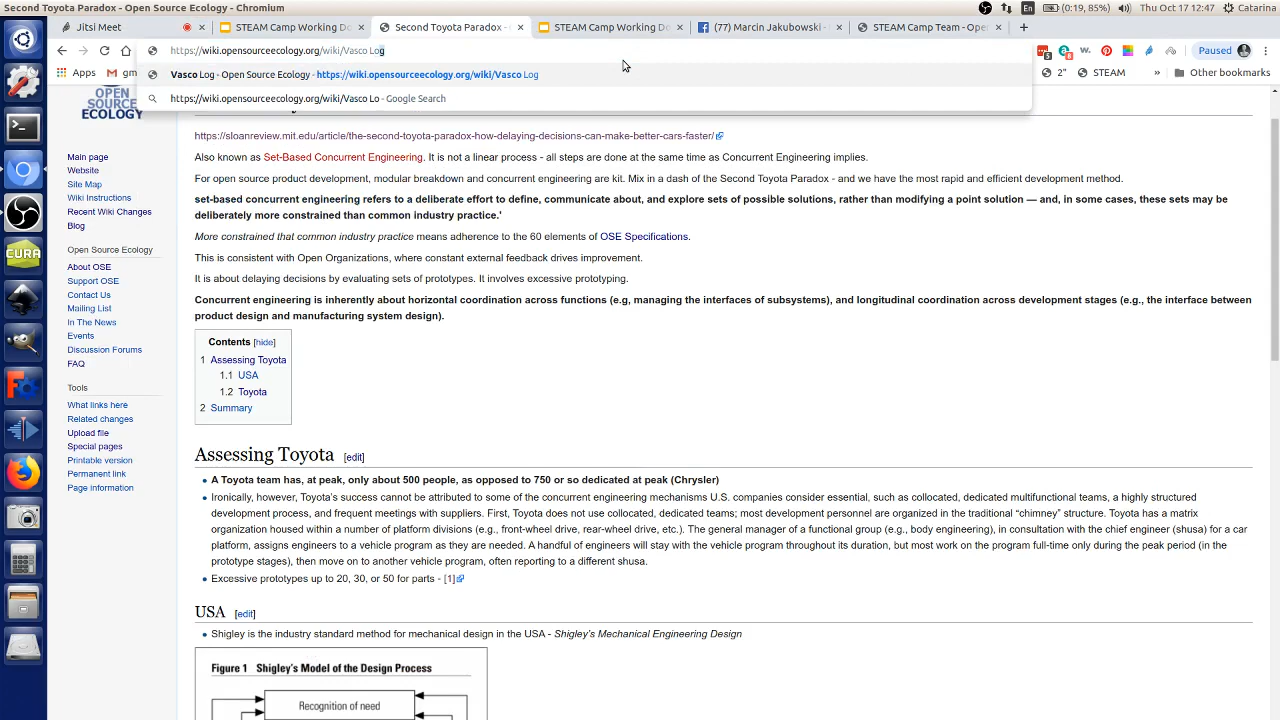 Second Toyota Paradox - Open Source Ecology - Chromium
En
(0:19, 85%)
Thu Oct 17 12:47
Catarina
Jitsi Meet
STEAM Camp Working Do
Second Toyota Paradox -
STEAM Camp Working Do
(77) Marcin Jakubowski -
STEAM Camp Team - Ope
https://wiki.opensourceecology.org/wiki/Vasco Log
Paused
Apps
gm
2"
STEAM
»
Other bookmarks
Vasco Log - Open Source Ecology - https://wiki.opensourceecology.org/wiki/Vasco Log
https://wiki.opensourceecology.org/wiki/Vasco Lo - Google Search
OPEN
SOURCE
ECOLOGY
Main page
Website
Site Map
Wiki Instructions
Recent Wiki Changes
Blog
Open Source Ecology
About OSE
Support OSE
Contact Us
Mailing List
In The News
Events
Discussion Forums
FAQ
Tools
What links here
Related changes
Upload file
Special pages
Printable version
Permanent link
Page information
CURA
https://sloanreview.mit.edu/article/the-second-toyota-paradox-how-delaying-decisions-can-make-better-cars-faster/
Also known as Set-Based Concurrent Engineering. It is not a linear process - all steps are done at the same time as Concurrent Engineering implies.
For open source product development, modular breakdown and concurrent engineering are kit. Mix in a dash of the Second Toyota Paradox - and we have the most rapid and efficient development method.
set-based concurrent engineering refers to a deliberate effort to define, communicate about, and explore sets of possible solutions, rather than modifying a point solution — and, in some cases, these sets may be
deliberately more constrained than common industry practice.'
More constrained that common industry practice means adherence to the 60 elements of OSE Specifications.
This is consistent with Open Organizations, where constant external feedback drives improvement.
It is about delaying decisions by evaluating sets of prototypes. It involves excessive prototyping.
Concurrent engineering is inherently about horizontal coordination across functions (e.g, managing the interfaces of subsystems), and longitudinal coordination across development stages (e.g., the interface between
product design and manufacturing system design).
Contents [hide]
1 Assessing Toyota
1.1 USA
1.2 Toyota
2 Summary
Assessing Toyota [edit]
A Toyota team has, at peak, only about 500 people, as opposed to 750 or so dedicated at peak (Chrysler)
Ironically, however, Toyota's success cannot be attributed to some of the concurrent engineering mechanisms U.S. companies consider essential, such as collocated, dedicated multifunctional teams, a highly structured
development process, and frequent meetings with suppliers. First, Toyota does not use collocated, dedicated teams; most development personnel are organized in the traditional “chimney” structure. Toyota has a matrix
organization housed within a number of platform divisions (e.g., front-wheel drive, rear-wheel drive, etc.). The general manager of a functional group (e.g., body engineering), in consultation with the chief engineer (shusa) for a car
platform, assigns engineers to a vehicle program as they are needed. A handful of engineers will stay with the vehicle program throughout its duration, but most work on the program full-time only during the peak period (in the
prototype stages), then move on to another vehicle program, often reporting to a different shusa.
Excessive prototypes up to 20, 30, or 50 for parts - [1]
USA [edit]
Shigley is the industry standard method for mechanical design in the USA - Shigley's Mechanical Engineering Design
Figure 1 Shigley's Model of the Design Process
Recognition of need